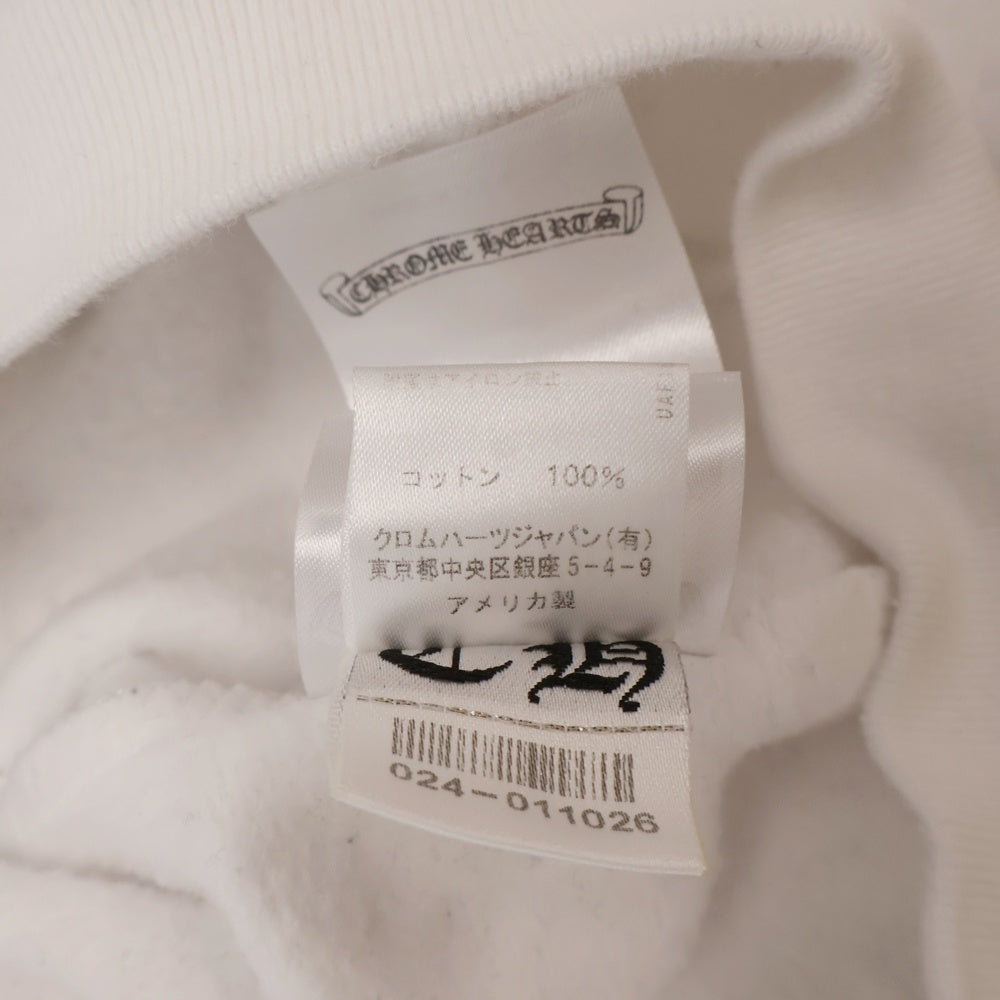 CHROME HEARTS
コットン 100%
クロムハーツジャパン(有)
東京都中央区銀座5-4-9
アメリカ製
CH
024-011026